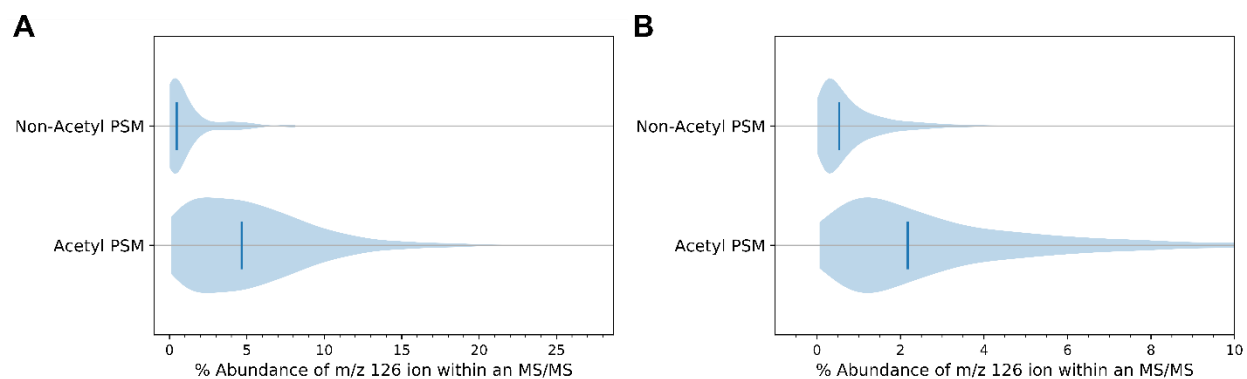 A
Non-Acetyl PSM
Acetyl PSM
0 5 10 15 20 25
% Abundance of m/z 126 ion within an MS/MS
B
Non-Acetyl PSM
Acetyl PSM
0 2 4 6 8 10
% Abundance of m/z 126 ion within an MS/MS